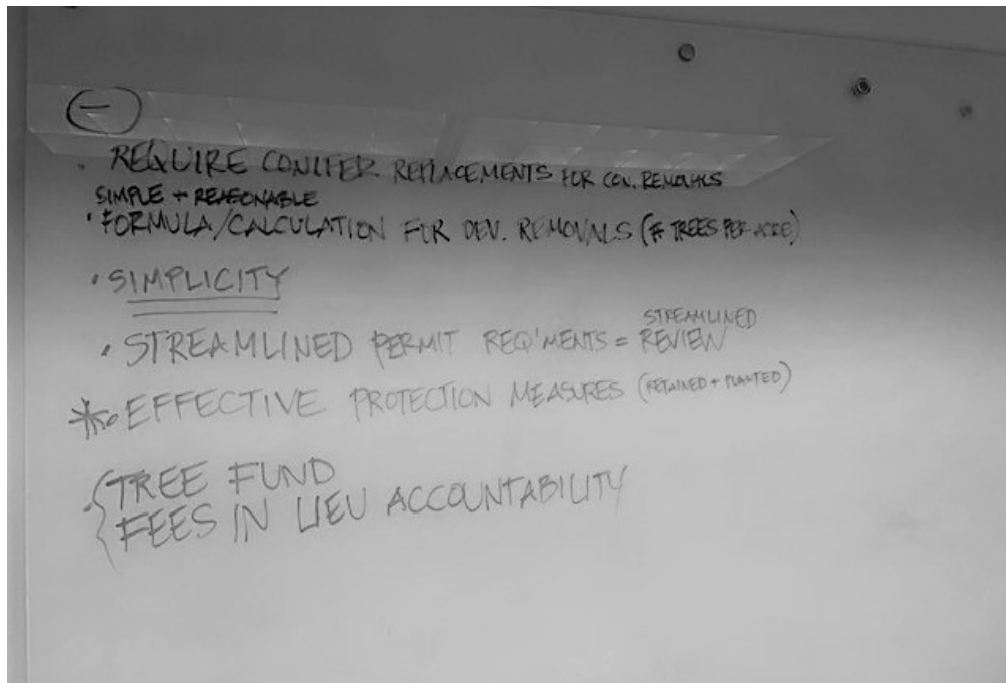 (−)
• REQUIRE CONIFER REPLACEMENTS FOR CON. REMOVALS
SIMPLE + REASONABLE
• FORMULA/CALCULATION FOR DEV. REMOVALS (# TREES PER ACRE)
• SIMPLICITY
STREAMLINED
• STREAMLINED PERMIT REQ'MENTS = REVIEW
* • EFFECTIVE PROTECTION MEASURES (RETAINED + PLANTED)
• { TREE FUND
FEES IN LIEU ACCOUNTABILITY